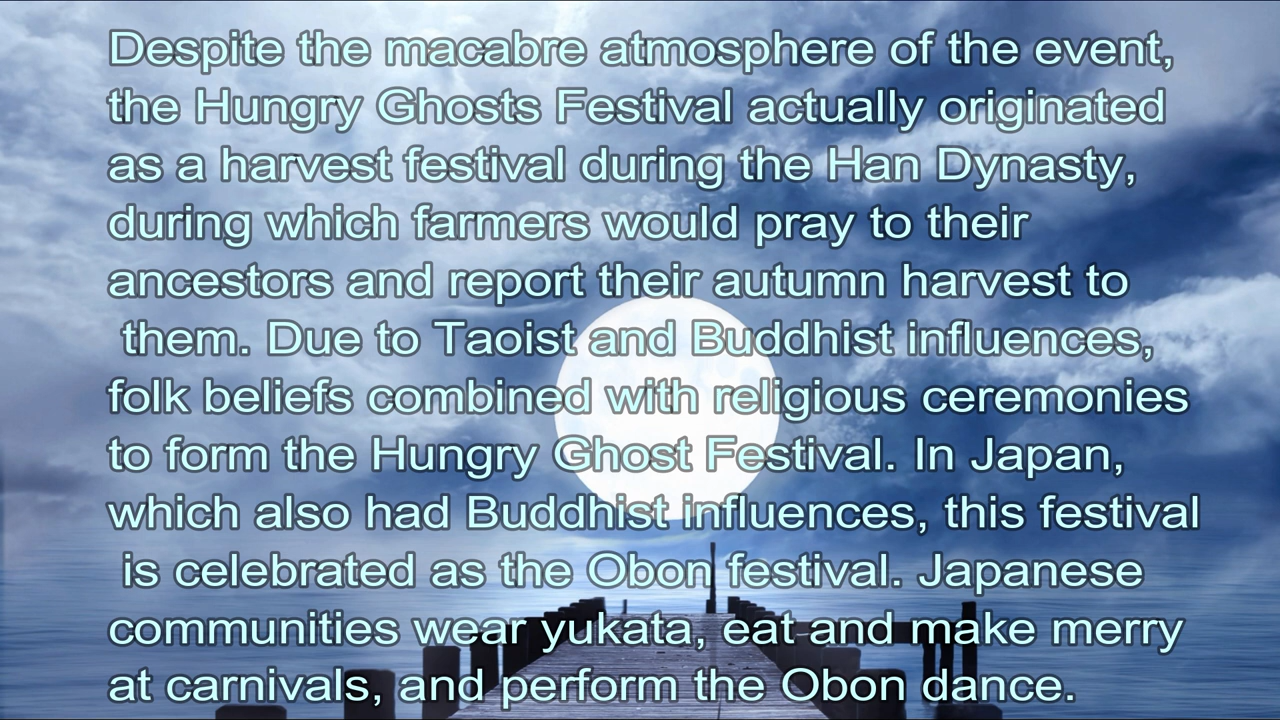 Despite the macabre atmosphere of the event,
the Hungry Ghosts Festival actually originated
as a harvest festival during the Han Dynasty,
during which farmers would pray to their
ancestors and report their autumn harvest to
them. Due to Taoist and Buddhist influences,
folk beliefs combined with religious ceremonies
to form the Hungry Ghost Festival. In Japan,
which also had Buddhist influences, this festival
is celebrated as the Obon festival. Japanese
communities wear yukata, eat and make merry
at carnivals, and perform the Obon dance.